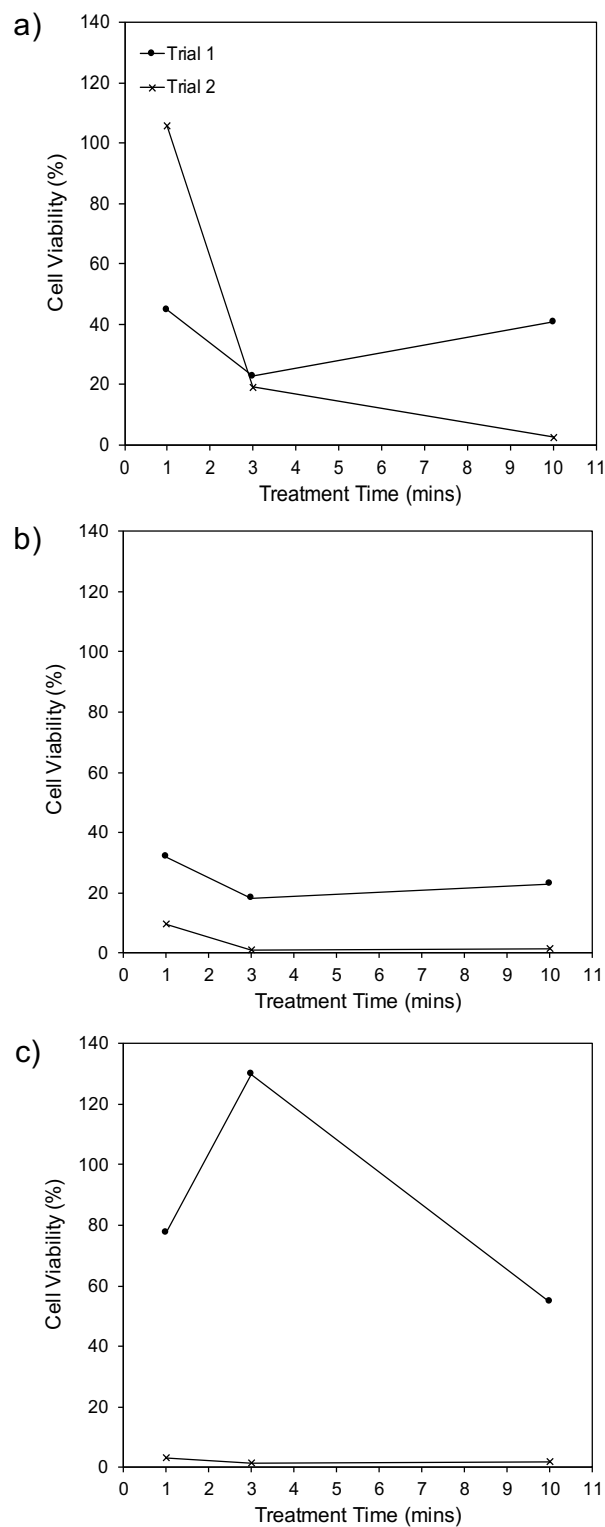 a)
140
120
100
80
60
40
20
0
Cell Viability (%)
Trial 1
Trial 2
0 1 2 3 4 5 6 7 8 9 10 11
Treatment Time (mins)
b)
140
120
100
80
60
40
20
0
Cell Viability (%)
0 1 2 3 4 5 6 7 8 9 10 11
Treatment Time (mins)
c)
140
120
100
80
60
40
20
0
Cell Viability (%)
0 1 2 3 4 5 6 7 8 9 10 11
Treatment Time (mins)